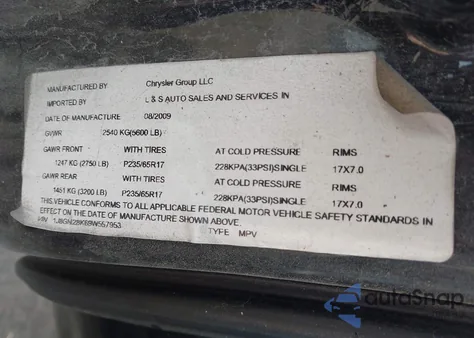 MANUFACTURED BY Chrysler Group LLC
IMPORTED BY L & S AUTO SALES AND SERVICES IN
DATE OF MANUFACTURE 08/2009
GVWR 2540 KG(5600 LB)
GAWR FRONT WITH TIRES AT COLD PRESSURE RIMS
1247 KG (2750 LB) P235/65R17 228KPA(33PSI)SINGLE 17X7.0
GAWR REAR WITH TIRES AT COLD PRESSURE RIMS
1451 KG (3200 LB) P235/65R17 228KPA(33PSI)SINGLE 17X7.0
THIS VEHICLE CONFORMS TO ALL APPLICABLE FEDERAL MOTOR VEHICLE SAFETY STANDARDS IN
EFFECT ON THE DATE OF MANUFACTURE SHOWN ABOVE.
TYPE MPV
autoSnap